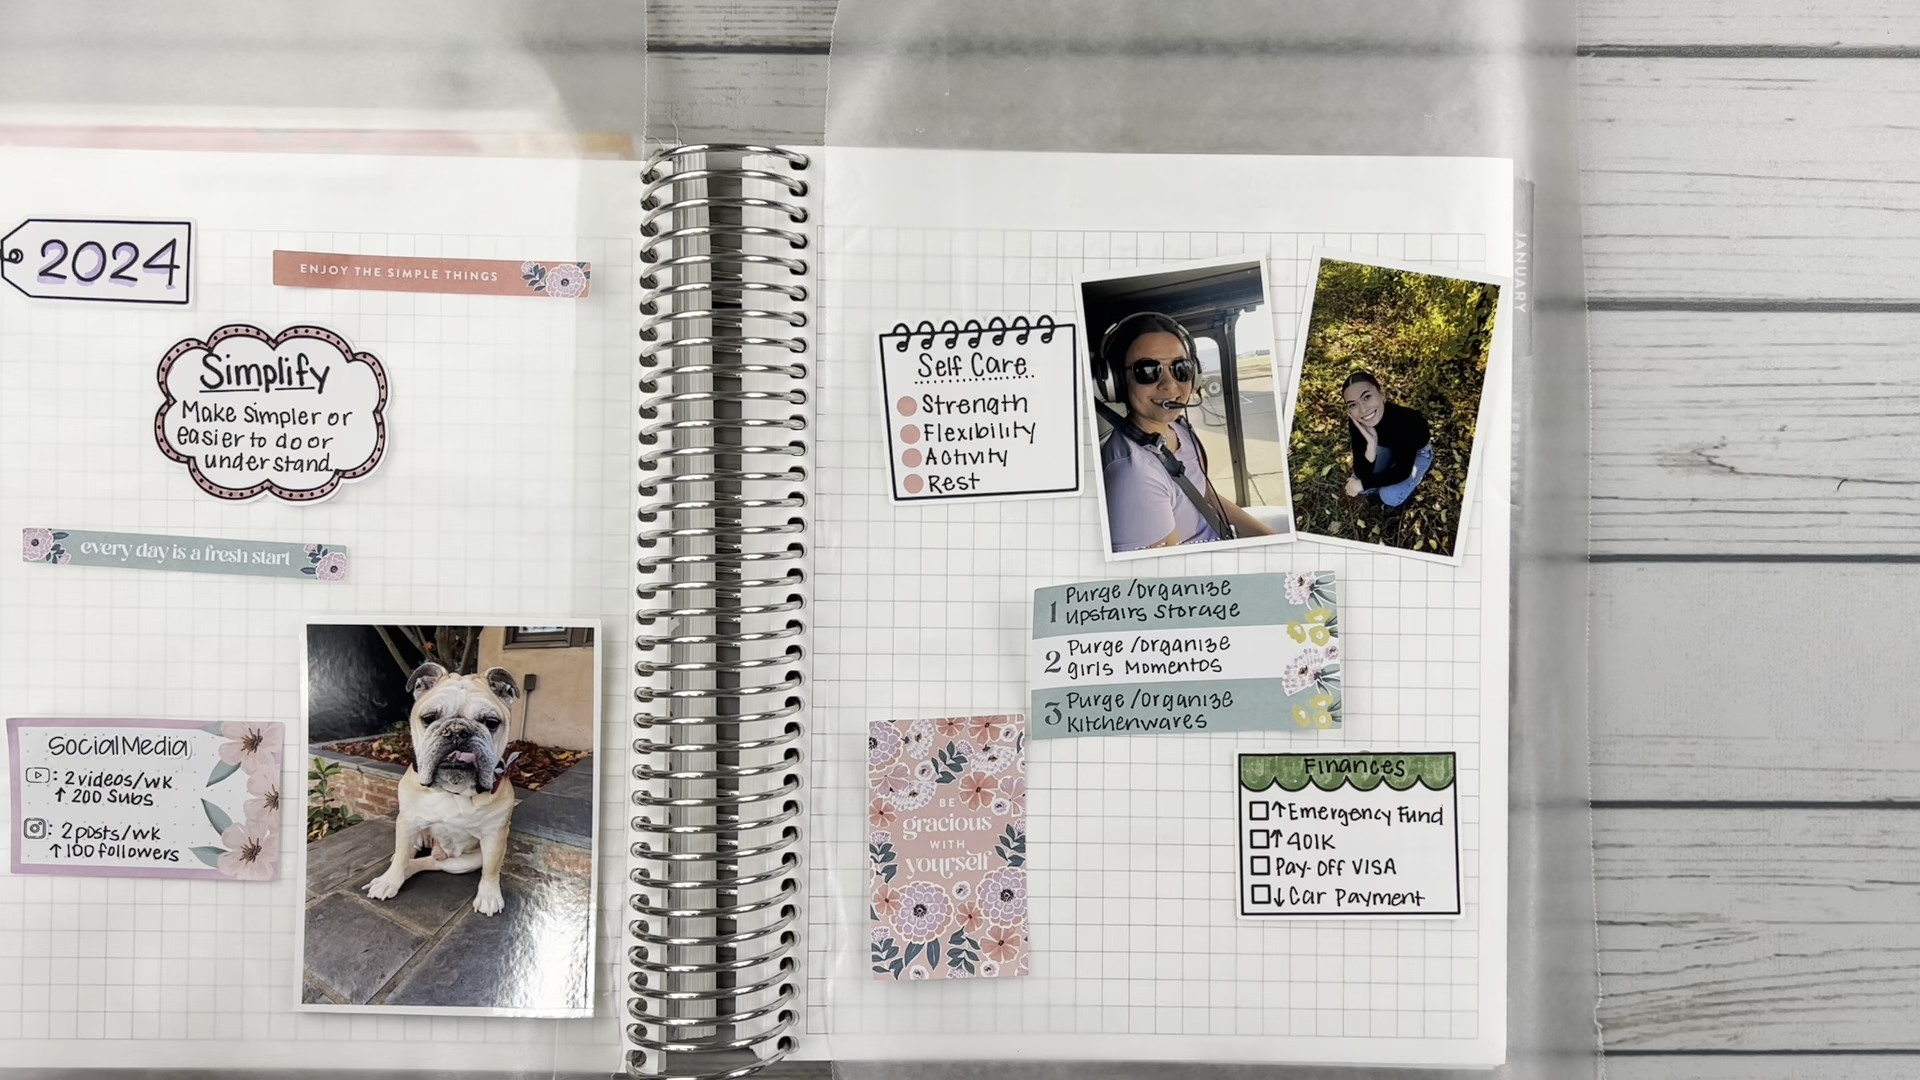 2024
ENJOY THE SIMPLE THINGS
Simplify
Make simpler or
easier to do or
understand.
every day is a fresh start
Social Media
: 2 videos/wk
↑ 200 Subs
: 2 posts/wk
↑ 100 followers
Self Care
Strength
Flexibility
Activity
Rest
1 Purge/Organize
Upstairs Storage
2 Purge/Organize
girls Momentos
3 Purge/Organize
Kitchenwares
BE
gracious
WITH
yourself
Finances
↑ Emergency Fund
↑ 401K
Pay-Off VISA
↓ Car Payment
JANUARY